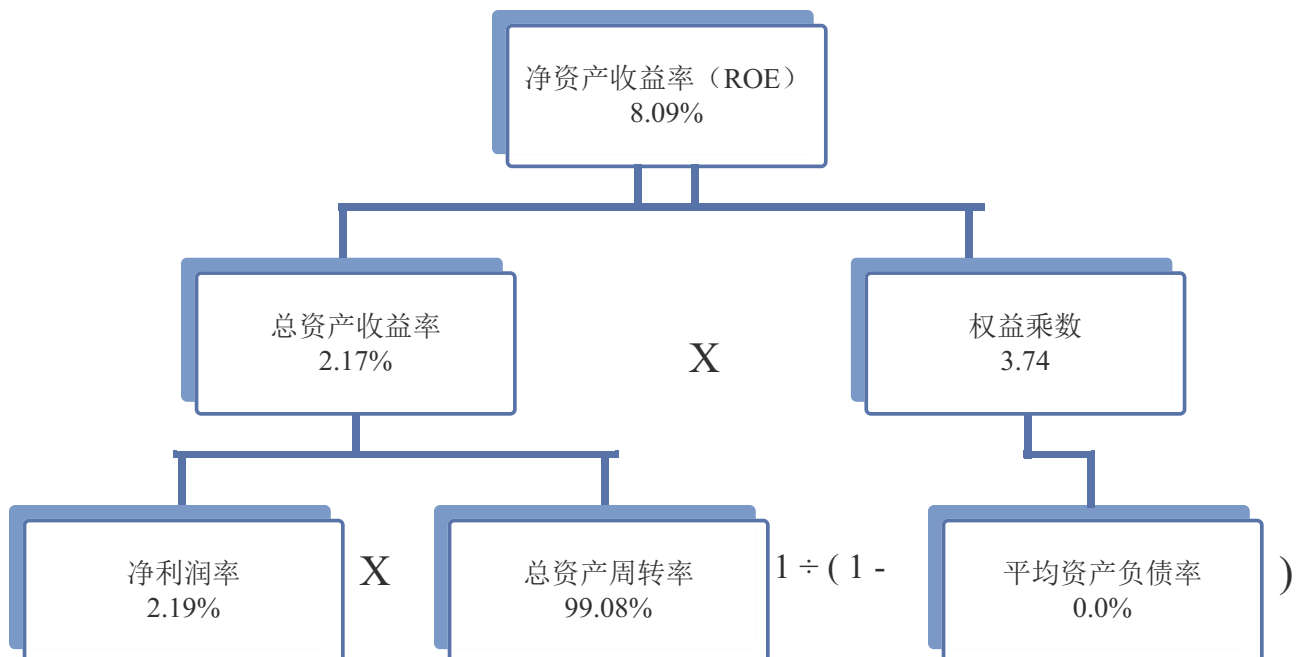 净资产收益率（ROE）
8.09%
总资产收益率
2.17%
X
权益乘数
3.74
净利润率
2.19%
X
总资产周转率
99.08%
1 ÷ ( 1 -
平均资产负债率
0.0%
)